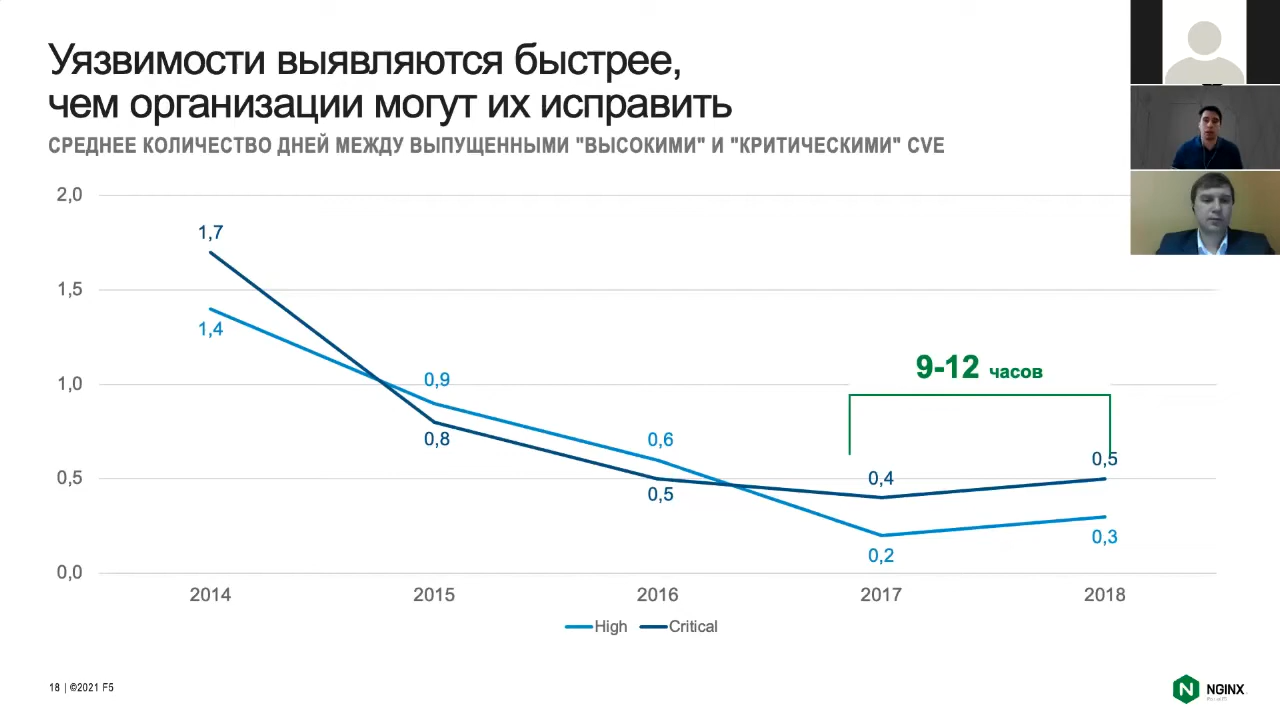 Уязвимости выявляются быстрее,
чем организации могут их исправить
СРЕДНЕЕ КОЛИЧЕСТВО ДНЕЙ МЕЖДУ ВЫПУЩЕННЫМИ "ВЫСОКИМИ" И "КРИТИЧЕСКИМИ" CVE
2,0
1,7
1,5
1,4
9-12 часов
1,0
0,9
0,8
0,6
0,5
0,5
0,4
0,5
0,2
0,3
0,0
2014 2015 2016 2017 2018
High Critical
18 | ©2021 F5
NGINX